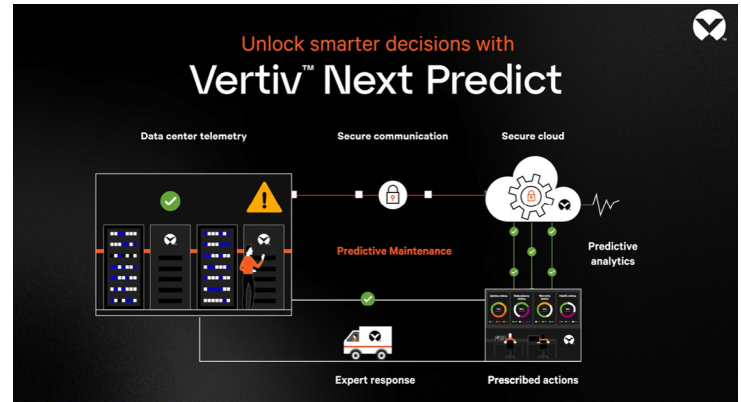 Unlock smarter decisions with
Vertiv™ Next Predict
Data center telemetry
Secure communication
Secure cloud
Predictive Maintenance
Predictive
analytics
Expert response
Prescribed actions